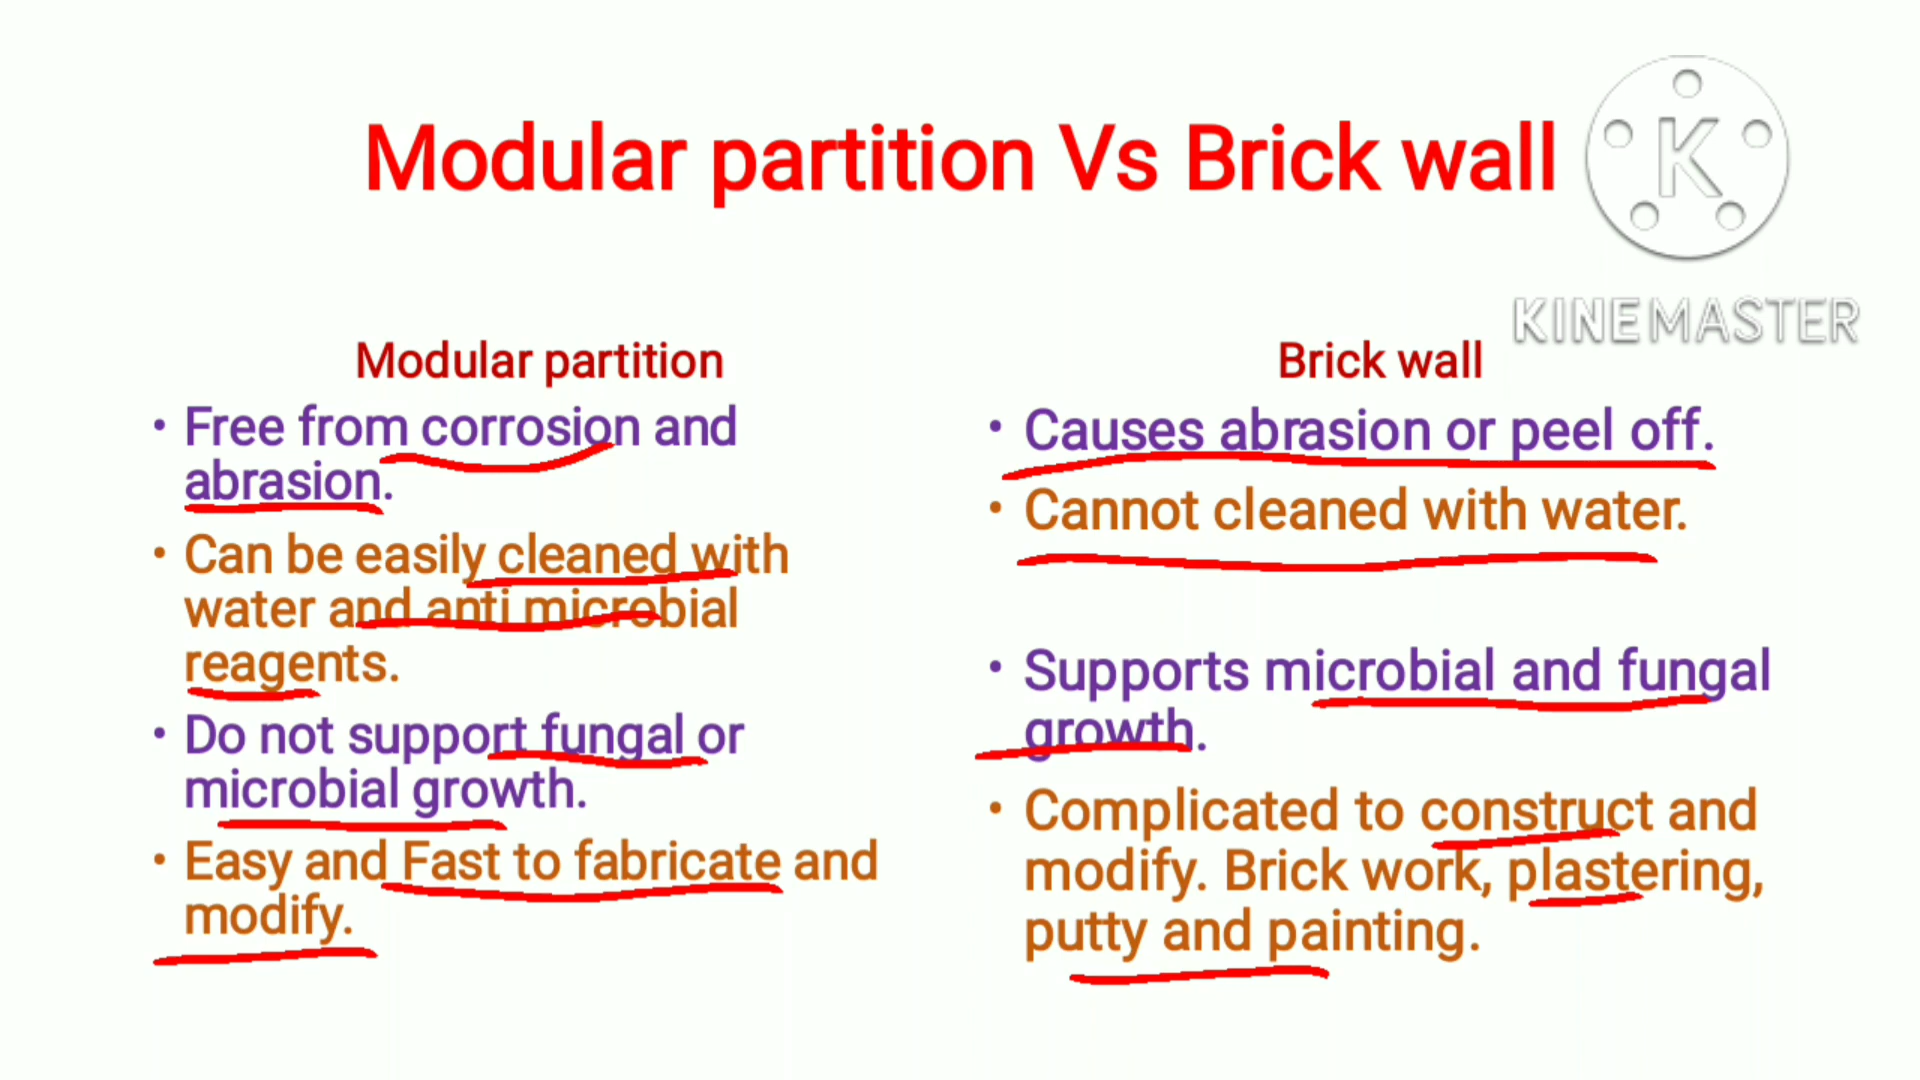 Modular partition Vs Brick wall
K
KINEMASTER
Modular partition
• Free from corrosion and
abrasion.
• Can be easily cleaned with
water and anti microbial
reagents.
• Do not support fungal or
microbial growth.
• Easy and Fast to fabricate and
modify.
Brick wall
• Causes abrasion or peel off.
• Cannot cleaned with water.
• Supports microbial and fungal
growth.
• Complicated to construct and
modify. Brick work, plastering,
putty and painting.